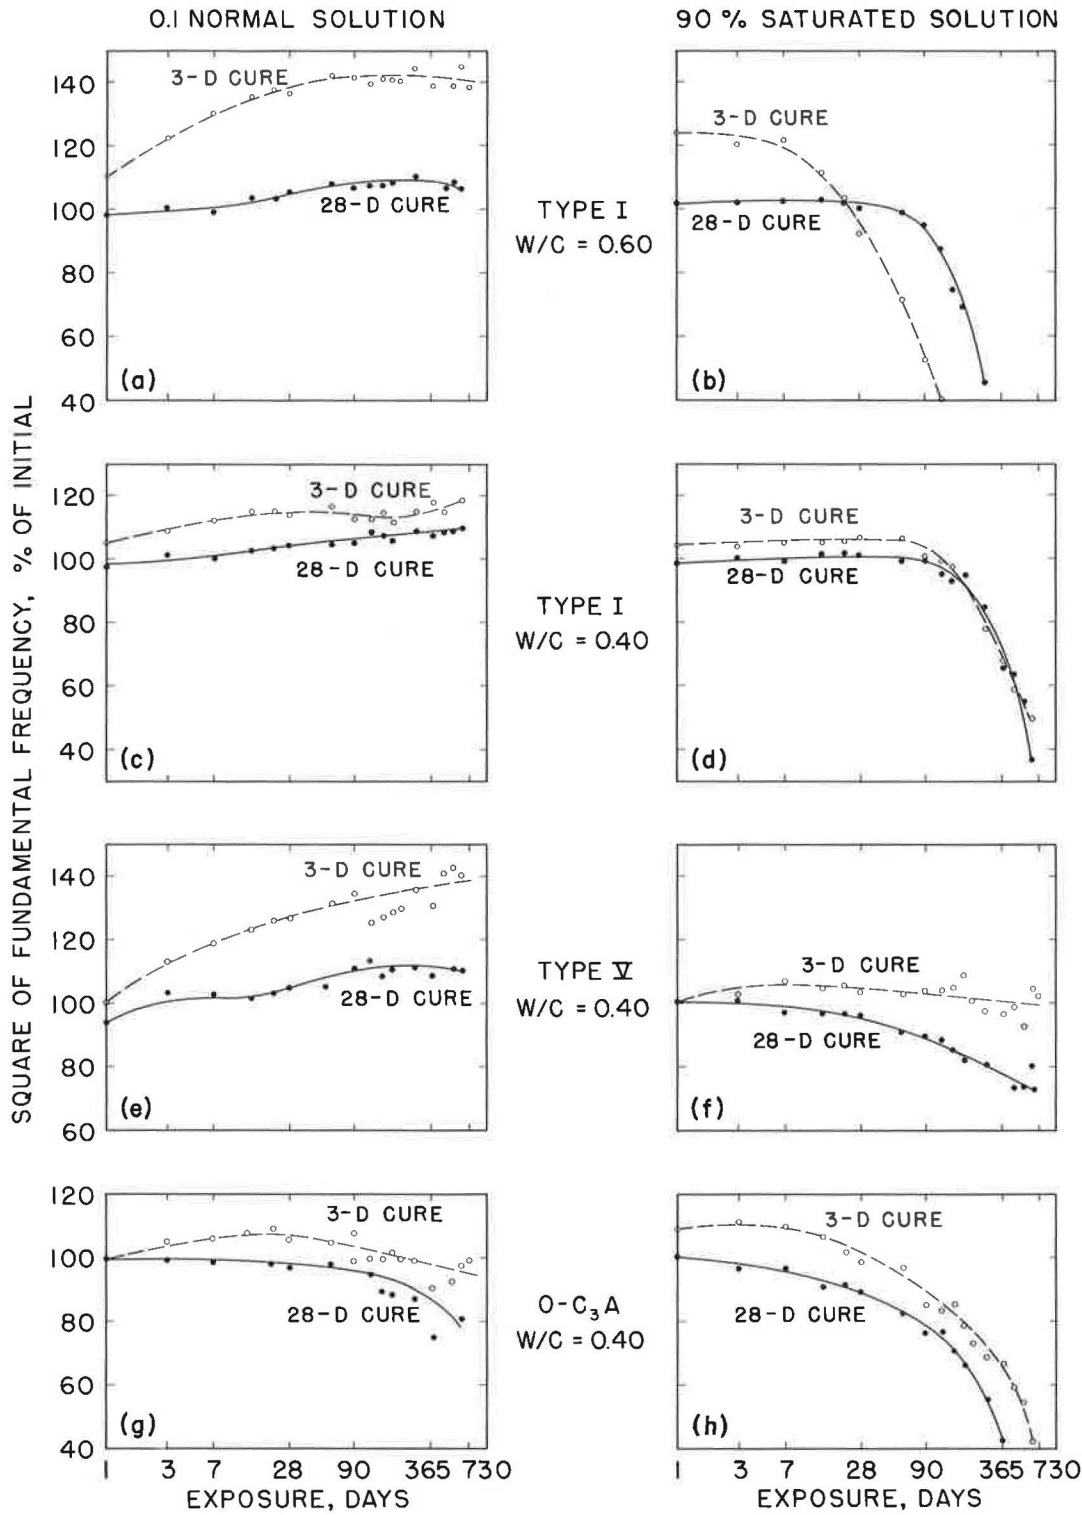 0.1 NORMAL SOLUTION
90 % SATURATED SOLUTION
SQUARE OF FUNDAMENTAL FREQUENCY, % OF INITIAL
140
120
100
80
60
40
3-D CURE
28-D CURE
(a)
TYPE I
W/C = 0.60
3-D CURE
28-D CURE
(b)
120
100
80
60
40
3-D CURE
28-D CURE
(c)
TYPE I
W/C = 0.40
3-D CURE
28-D CURE
(d)
140
120
100
80
60
3-D CURE
28-D CURE
(e)
TYPE V
W/C = 0.40
3-D CURE
28-D CURE
(f)
120
100
80
60
40
3-D CURE
28-D CURE
(g)
O-C₃A
W/C = 0.40
3-D CURE
28-D CURE
(h)
1 3 7 28 90 365 730
EXPOSURE, DAYS
1 3 7 28 90 365 730
EXPOSURE, DAYS